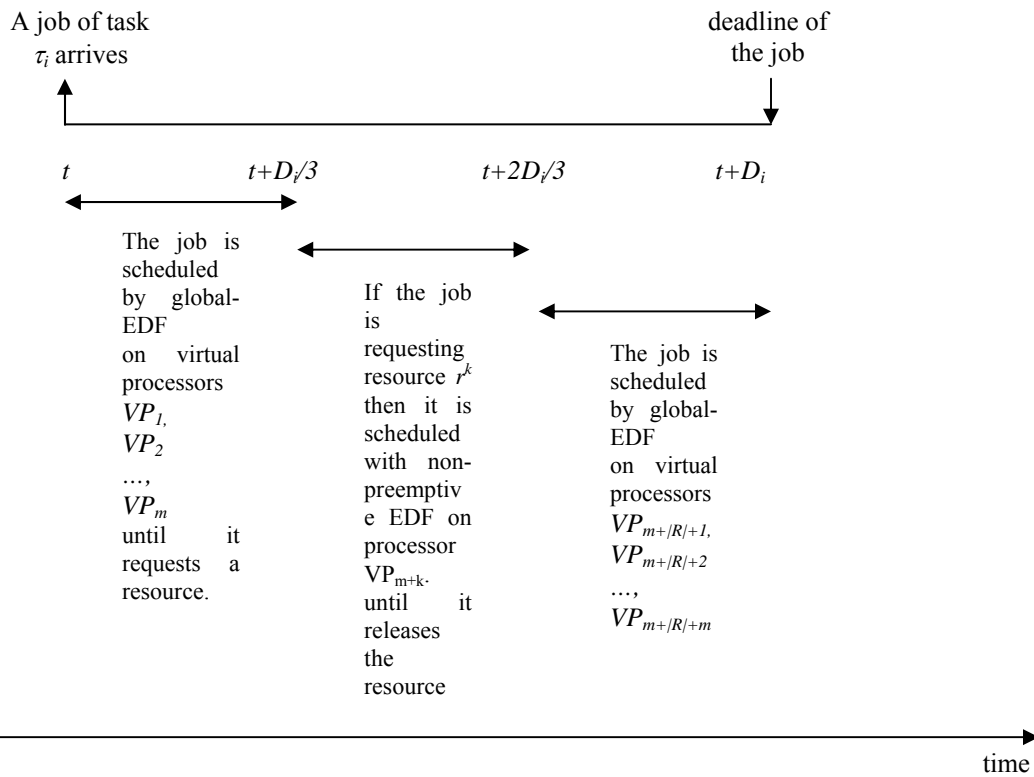 A job of task
τi arrives
deadline of
the job
t
t+Di/3
t+2Di/3
t+Di
The job is
scheduled
by global-
EDF
on virtual
processors
VP1,
VP2
...,
VPm
until it
requests a
resource.
If the job
is
requesting
resource r^k
then it is
scheduled
with non-
preemptiv
e EDF on
processor
VPm+k.
until it
releases
the
resource
The job is
scheduled
by global-
EDF
on virtual
processors
VPm+|R|+1,
VPm+|R|+2
...,
VPm+|R|+m
time